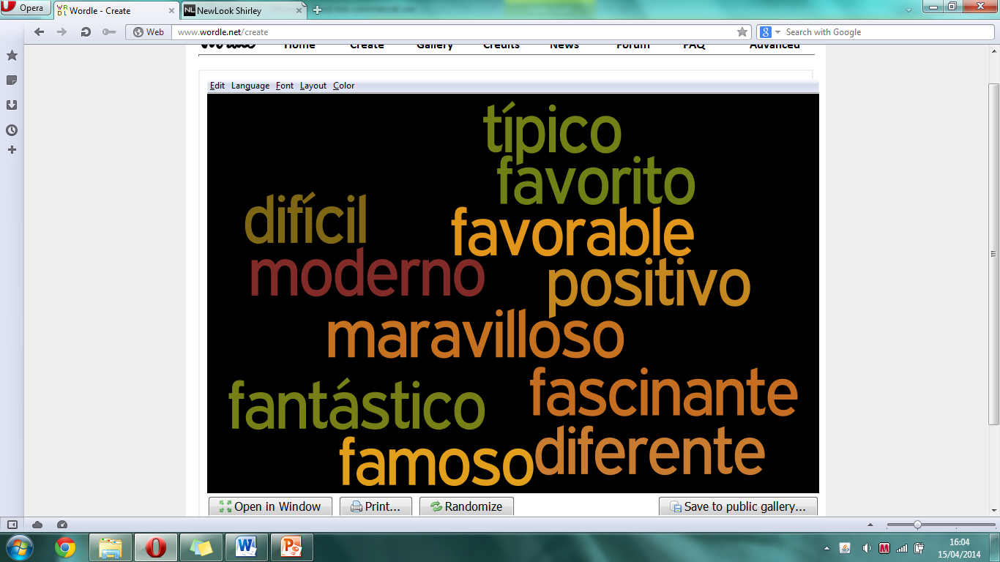 Opera
Wordle - Create
NewLook Shirley
Web
www.wordle.net/create
Search with Google
Wordle Home Create Gallery Credits News Forum FAQ Advanced
Edit Language Font Layout Color
típico
favorito
difícil
favorable
moderno
positivo
maravilloso
fascinante
fantástico
diferente
famoso
Open in Window
Print...
Randomize
Save to public gallery...
16:04
15/04/2014